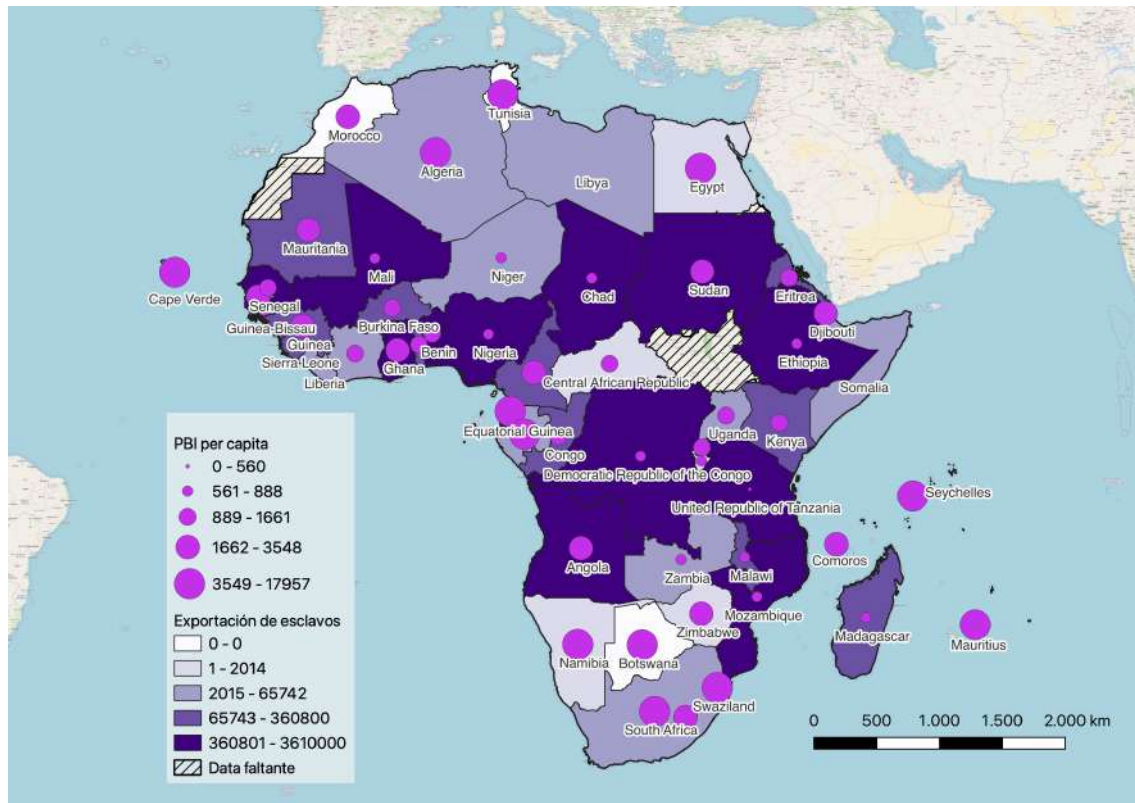 Tunisia
Morocco
Algeria
Libya
Egypt
Mauritania
Mali
Niger
Chad
Sudan
Eritrea
Cape Verde
Senegal
Guinea-Bissau
Guinea
Burkina Faso
Benin
Nigeria
Djibouti
Ethiopia
Sierra Leone
Liberia
Ghana
Central African Republic
Somalia
Equatorial Guinea
Congo
Uganda
Kenya
Democratic Republic of the Congo
United Republic of Tanzania
Seychelles
Angola
Zambia
Malawi
Comoros
Mozambique
Zimbabwe
Madagascar
Mauritius
Namibia
Botswana
Swaziland
South Africa
PBI per capita
0 - 560
561 - 888
889 - 1661
1662 - 3548
3549 - 17957
Exportación de esclavos
0 - 0
1 - 2014
2015 - 65742
65743 - 360800
360801 - 3610000
Data faltante
0 500 1.000 1.500 2.000 km